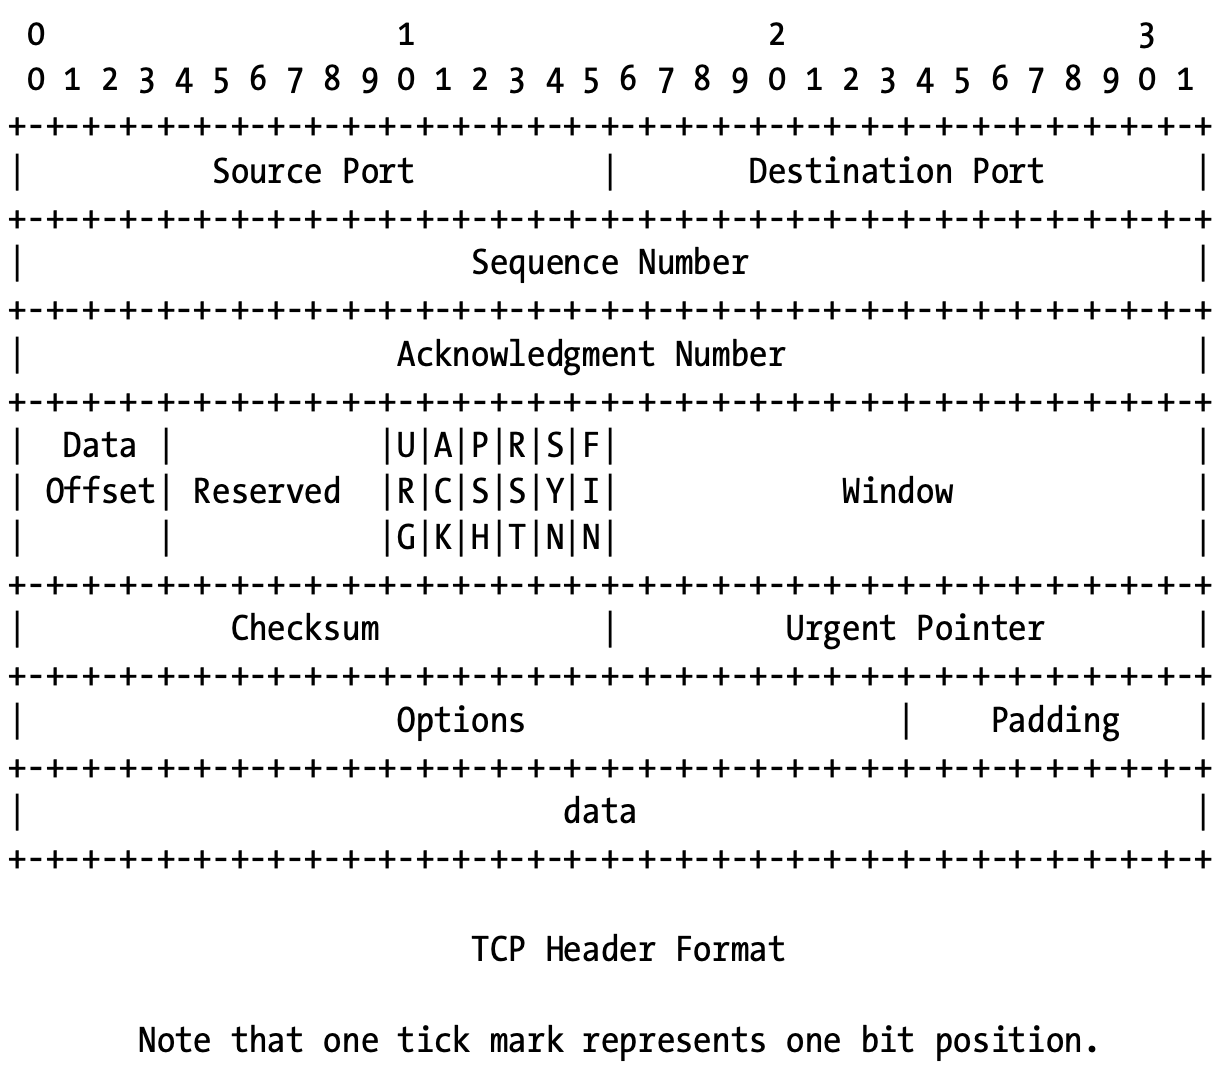 0                   1                   2                   3
 0 1 2 3 4 5 6 7 8 9 0 1 2 3 4 5 6 7 8 9 0 1 2 3 4 5 6 7 8 9 0 1
+-+-+-+-+-+-+-+-+-+-+-+-+-+-+-+-+-+-+-+-+-+-+-+-+-+-+-+-+-+-+-+-+
|          Source Port          |       Destination Port        |
+-+-+-+-+-+-+-+-+-+-+-+-+-+-+-+-+-+-+-+-+-+-+-+-+-+-+-+-+-+-+-+-+
|                        Sequence Number                        |
+-+-+-+-+-+-+-+-+-+-+-+-+-+-+-+-+-+-+-+-+-+-+-+-+-+-+-+-+-+-+-+-+
|                    Acknowledgment Number                      |
+-+-+-+-+-+-+-+-+-+-+-+-+-+-+-+-+-+-+-+-+-+-+-+-+-+-+-+-+-+-+-+-+
|  Data |           |U|A|P|R|S|F|                               |
| Offset| Reserved  |R|C|S|S|Y|I|            Window             |
|       |           |G|K|H|T|N|N|                               |
+-+-+-+-+-+-+-+-+-+-+-+-+-+-+-+-+-+-+-+-+-+-+-+-+-+-+-+-+-+-+-+-+
|           Checksum            |         Urgent Pointer        |
+-+-+-+-+-+-+-+-+-+-+-+-+-+-+-+-+-+-+-+-+-+-+-+-+-+-+-+-+-+-+-+-+
|                    Options                    |    Padding    |
+-+-+-+-+-+-+-+-+-+-+-+-+-+-+-+-+-+-+-+-+-+-+-+-+-+-+-+-+-+-+-+-+
|                             data                              |
+-+-+-+-+-+-+-+-+-+-+-+-+-+-+-+-+-+-+-+-+-+-+-+-+-+-+-+-+-+-+-+-+
TCP Header Format
Note that one tick mark represents one bit position.